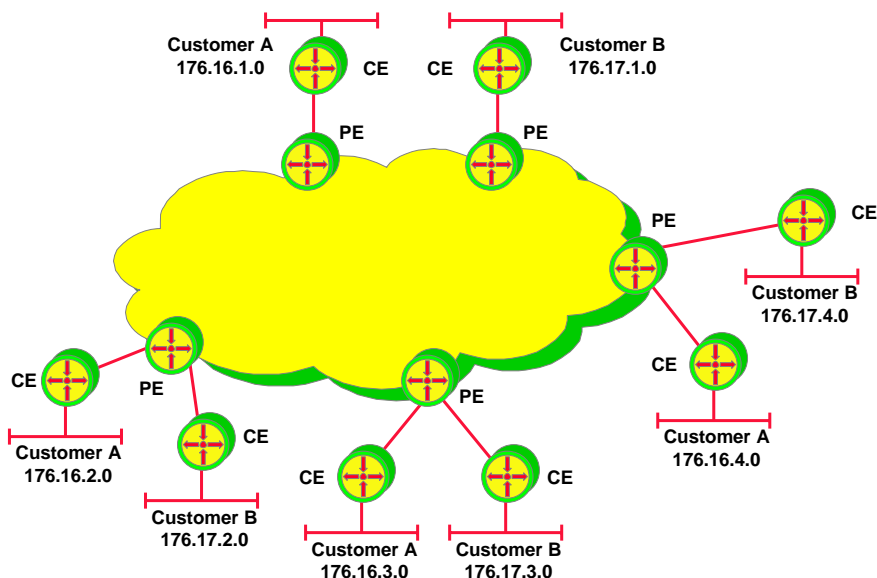 Customer A
176.16.1.0
CE
CE
Customer B
176.17.1.0
PE
PE
PE
CE
Customer B
176.17.4.0
CE
PE
CE
PE
CE
Customer A
176.16.4.0
Customer A
176.16.2.0
CE
CE
CE
Customer B
176.17.2.0
Customer A
176.16.3.0
Customer B
176.17.3.0